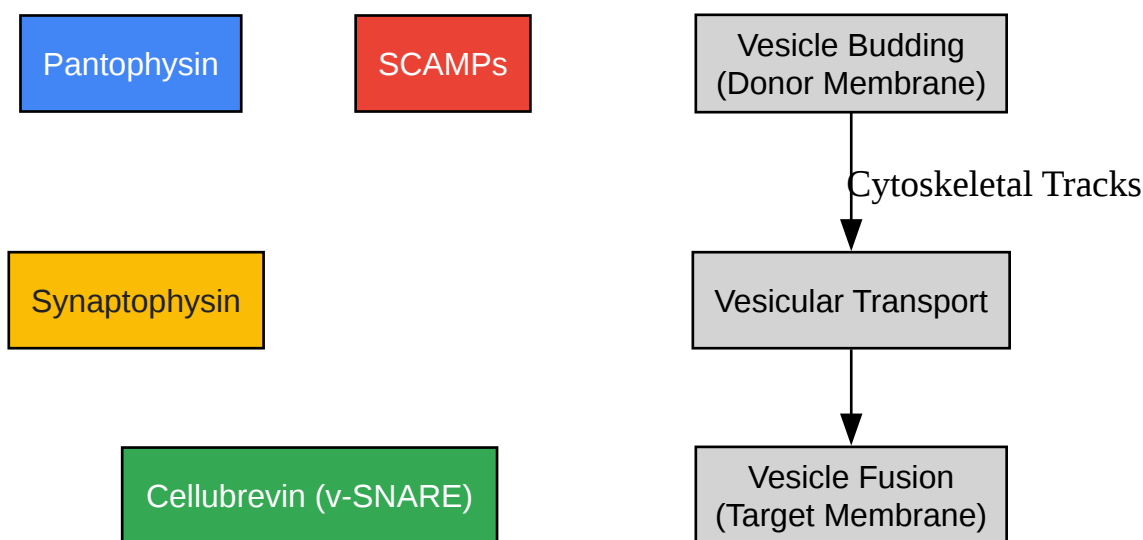 Pantophysin
SCAMPs
Vesicle Budding
(Donor Membrane)
Cytoskeletal Tracks
Synaptophysin
Vesicular Transport
Cellubrevin (v-SNARE)
Vesicle Fusion
(Target Membrane)